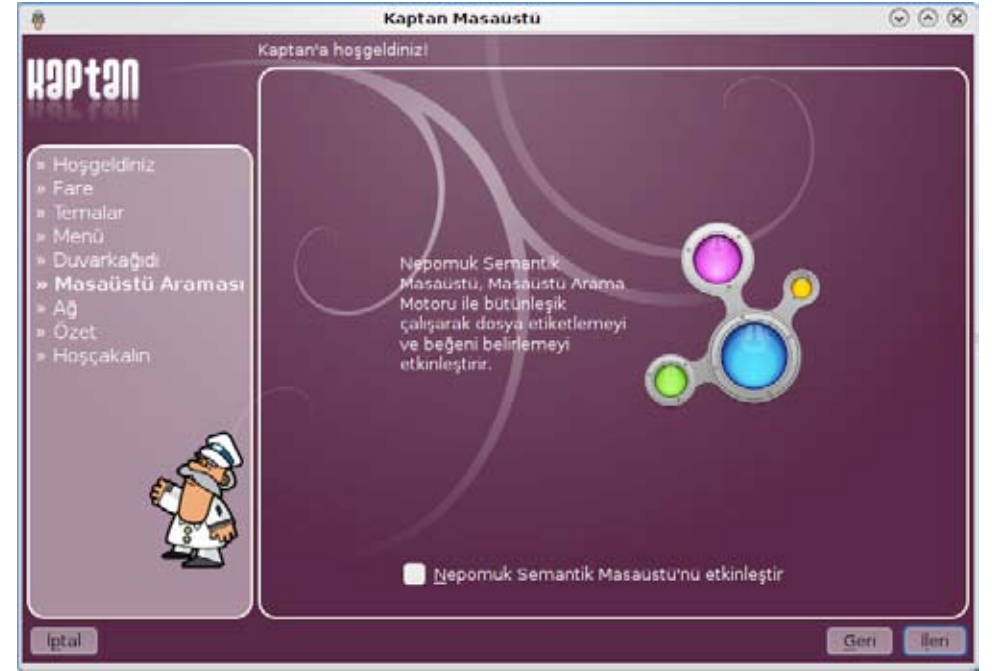 Kaptan Masaüstü
Kaptan'a hoşgeldiniz!
kaptan
» Hoşgeldiniz
» Fare
» Temalar
» Menü
» Duvarkağıdı
» Masaüstü Araması
» Ağ
» Özet
» Hoşçakalın
Nepomuk Semantik
Masaüstü, Masaüstü Arama
Motoru ile bütünleşik
çalışarak dosya etiketlemeyi
ve beğeni belirlemeyi
etkinleştirir.
Nepomuk Semantik Masaüstü'nü etkinleştir
İptal
Geri
İleri